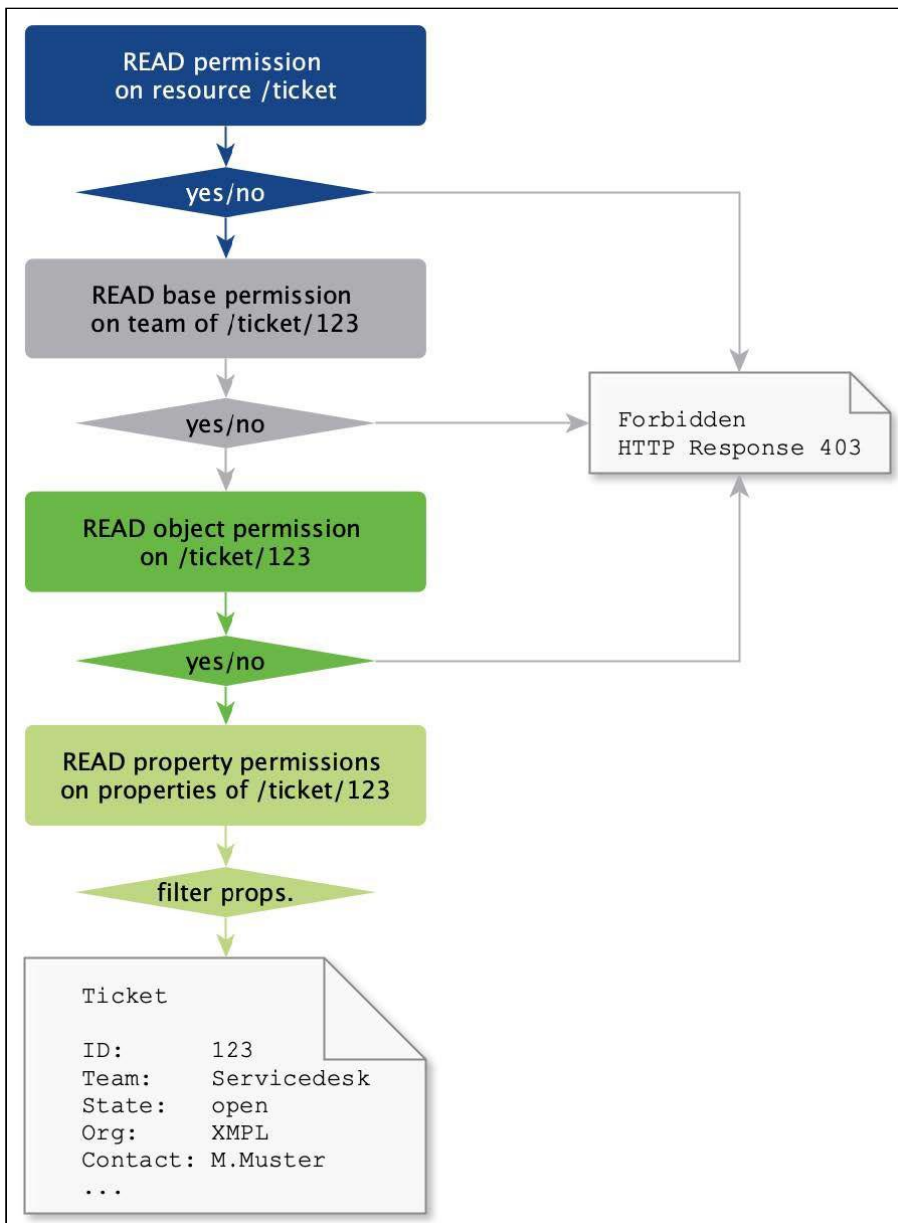 READ permission
on resource /ticket
yes/no
READ base permission
on team of /ticket/123
yes/no
Forbidden
HTTP Response 403
READ object permission
on /ticket/123
yes/no
READ property permissions
on properties of /ticket/123
filter props.
Ticket
ID: 123
Team: Servicedesk
State: open
Org: XMPL
Contact: M.Muster
...